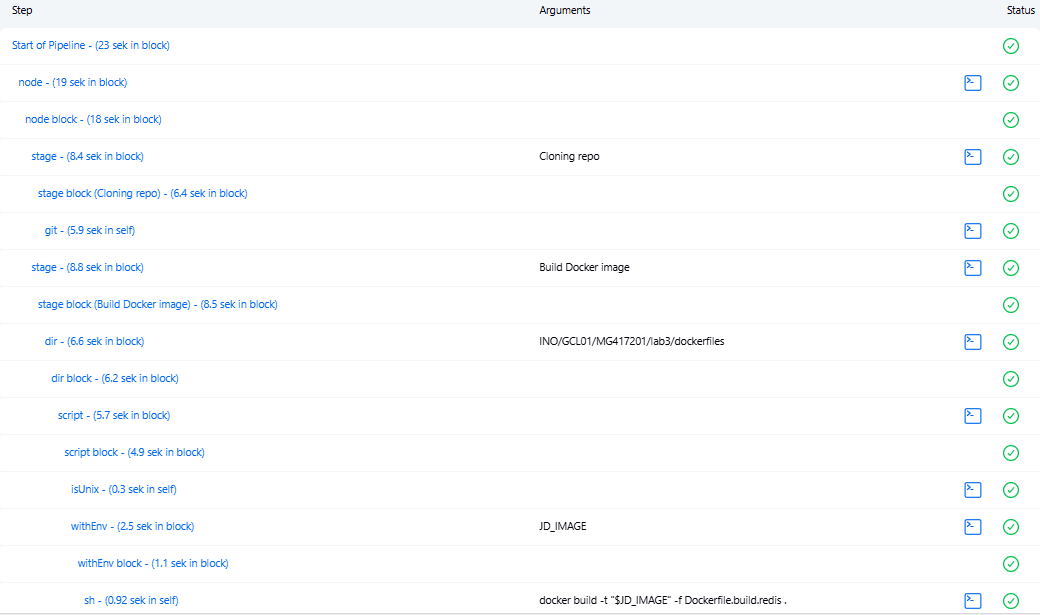 Step Arguments Status
Start of Pipeline - (23 sek in block)
node - (19 sek in block)
node block - (18 sek in block)
stage - (8.4 sek in block) Cloning repo
stage block (Cloning repo) - (6.4 sek in block)
git - (5.9 sek in self)
stage - (8.8 sek in block) Build Docker image
stage block (Build Docker image) - (8.5 sek in block)
dir - (6.6 sek in block) INO/GCL01/MG417201/lab3/dockerfiles
dir block - (6.2 sek in block)
script - (5.7 sek in block)
script block - (4.9 sek in block)
isUnix - (0.3 sek in self)
withEnv - (2.5 sek in block) JD_IMAGE
withEnv block - (1.1 sek in block)
sh - (0.92 sek in self) docker build -t "$JD_IMAGE" -f Dockerfile.build.redis .